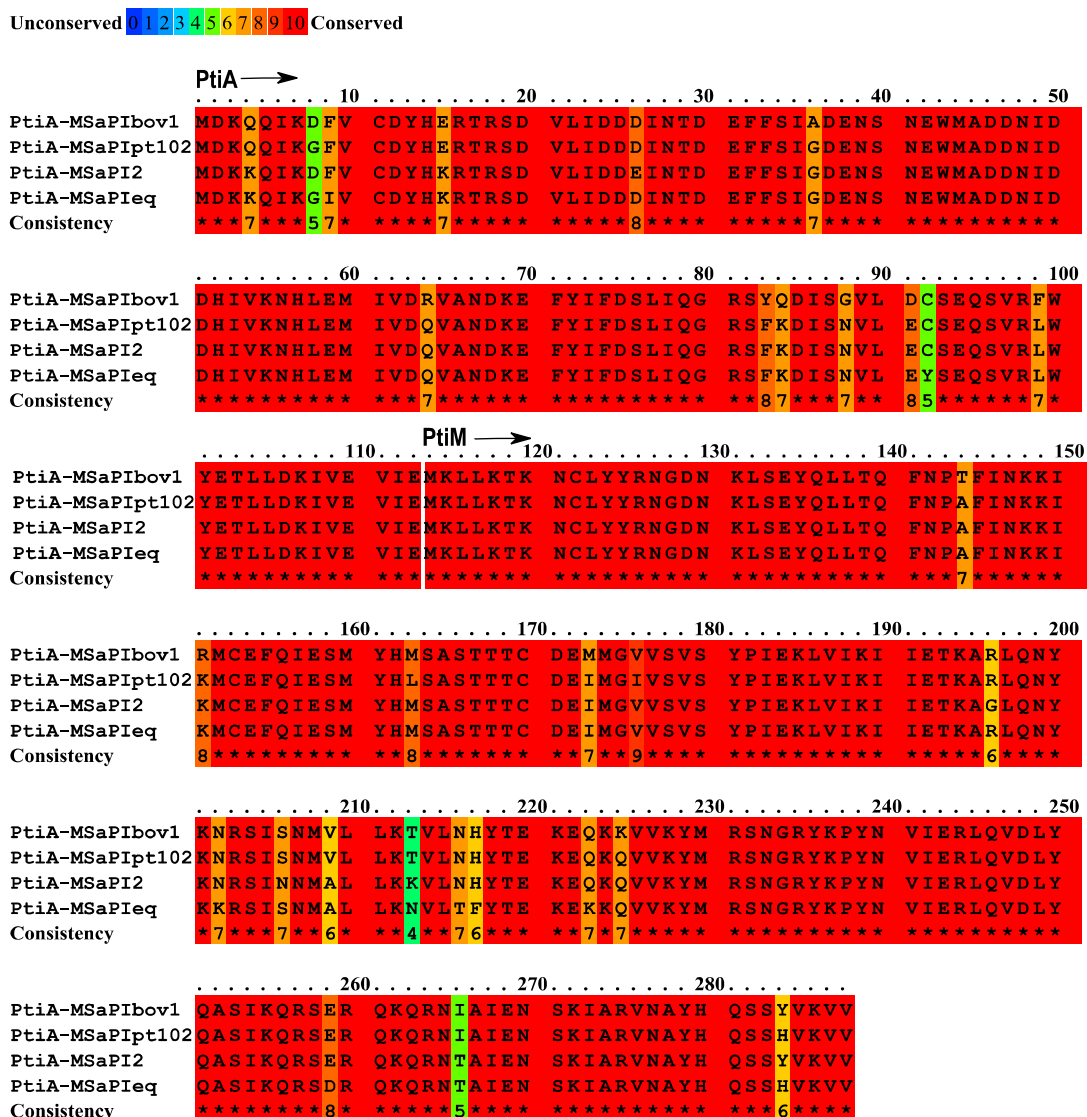 Unconserved 0 1 2 3 4 5 6 7 8 9 10 Conserved
PtiA
. . . . . . . . . 10 . . . . . . . . . 20 . . . . . . . . . 30 . . . . . . . . . 40 . . . . . . . . . 50
PtiA-MSaPIbov1 MDKQQIKDFV CDYHERTRSD VLIDDDINTD EFFSIADENS NEWMADDNID
PtiA-MSaPIpt102 MDKQQIKGFV CDYHERTRSD VLIDDDINTD EFFSIGDENS NEWMADDNID
PtiA-MSaPI2 MDKKQIKDFV CDYHKRTRSD VLIDDEINTD EFFSIGDENS NEWMADDNID
PtiA-MSaPIeq MDKKQIKGIV CDYHKRTRSD VLIDDDINTD EFFSIGDENS NEWMADDNID
Consistency ***7***57* ****7***** *****8**** *****7**** **********
. . . . . . . . . 60 . . . . . . . . . 70 . . . . . . . . . 80 . . . . . . . . . 90 . . . . . . . . . 100
PtiA-MSaPIbov1 DHIVKNHLEM IVDRVANDKE FYIFDSLIQG RSYQDISGVL DCSEQSVRFW
PtiA-MSaPIpt102 DHIVKNHLEM IVDQVANDKE FYIFDSLIQG RSFKDISNVL ECSEQSVRLW
PtiA-MSaPI2 DHIVKNHLEM IVDQVANDKE FYIFDSLIQG RSFKDISNVL ECSEQSVRLW
PtiA-MSaPIeq DHIVKNHLEM IVDQVANDKE FYIFDSLIQG RSFKDISNVL EYSEQSVRLW
Consistency ********** ***7****** ********** **87***7** 85******7*
PtiM
. . . . . . . . . 110 . . . . . . . . . 120 . . . . . . . . . 130 . . . . . . . . . 140 . . . . . . . . . 150
PtiA-MSaPIbov1 YETLLDKIVE VIEMKLLKTK NCLYYRNGDN KLSEYQLLTQ FNPTFINKKI
PtiA-MSaPIpt102 YETLLDKIVE VIEMKLLKTK NCLYYRNGDN KLSEYQLLTQ FNPAFINKKI
PtiA-MSaPI2 YETLLDKIVE VIEMKLLKTK NCLYYRNGDN KLSEYQLLTQ FNPAFINKKI
PtiA-MSaPIeq YETLLDKIVE VIEMKLLKTK NCLYYRNGDN KLSEYQLLTQ FNPAFINKKI
Consistency ********** ********** ********** ********** ***7******
. . . . . . . . . 160 . . . . . . . . . 170 . . . . . . . . . 180 . . . . . . . . . 190 . . . . . . . . . 200
PtiA-MSaPIbov1 RMCEFQIESM YHMSASTTTC DEMMGVVSVS YPIEKLVIKI IETKARLQNY
PtiA-MSaPIpt102 KMCEFQIESM YHLSASTTTC DEIMGIVSVS YPIEKLVIKI IETKARLQNY
PtiA-MSaPI2 KMCEFQIESM YHMSASTTTC DEIMGVVSVS YPIEKLVIKI IETKAGLQNY
PtiA-MSaPIeq KMCEFQIESM YHMSASTTTC DEIMGVVSVS YPIEKLVIKI IETKARLQNY
Consistency 8********* **8******* **7**9**** ********** *****6****
. . . . . . . . . 210 . . . . . . . . . 220 . . . . . . . . . 230 . . . . . . . . . 240 . . . . . . . . . 250
PtiA-MSaPIbov1 KNRSISNMVL LKTVLNHYTE KEQKKVVKYM RSNGRYKPYN VIERLQVDLY
PtiA-MSaPIpt102 KNRSISNMVL LKTVLNHYTE KEQKQVVKYM RSNGRYKPYN VIERLQVDLY
PtiA-MSaPI2 KNRSINNMAL LKKVLNHYTE KEQKQVVKYM RSNGRYKPYN VIERLQVDLY
PtiA-MSaPIeq KKRSISNMAL LKNVLTFYTE KEKKQVVKYM RSNGRYKPYN VIERLQVDLY
Consistency *7***7**6* **4**76*** **7*7***** ********** **********
. . . . . . . . . 260 . . . . . . . . . 270 . . . . . . . . . 280 . . . . . . . .
PtiA-MSaPIbov1 QASIKQRSER QKQRNIAIEN SKIARVNAYH QSSYVKVV
PtiA-MSaPIpt102 QASIKQRSER QKQRNIAIEN SKIARVNAYH QSSHVKVV
PtiA-MSaPI2 QASIKQRSER QKQRNTAIEN SKIARVNAYH QSSYVKVV
PtiA-MSaPIeq QASIKQRSDR QKQRNTAIEN SKIARVNAYH QSSHVKVV
Consistency ********8* *****5**** ********** ***6****